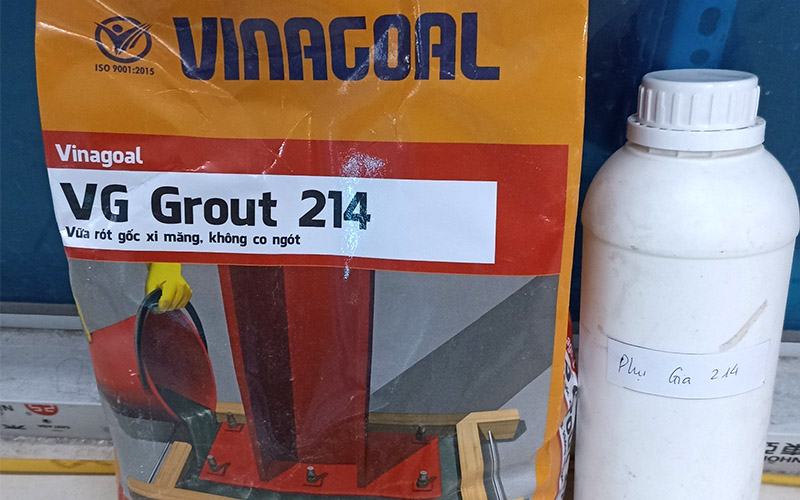 VINAGOAL
ISO 9001:2015
Vinagoal
VG Grout 214
Vữa rót gốc xi măng, không co ngót
Phụ Gia 214